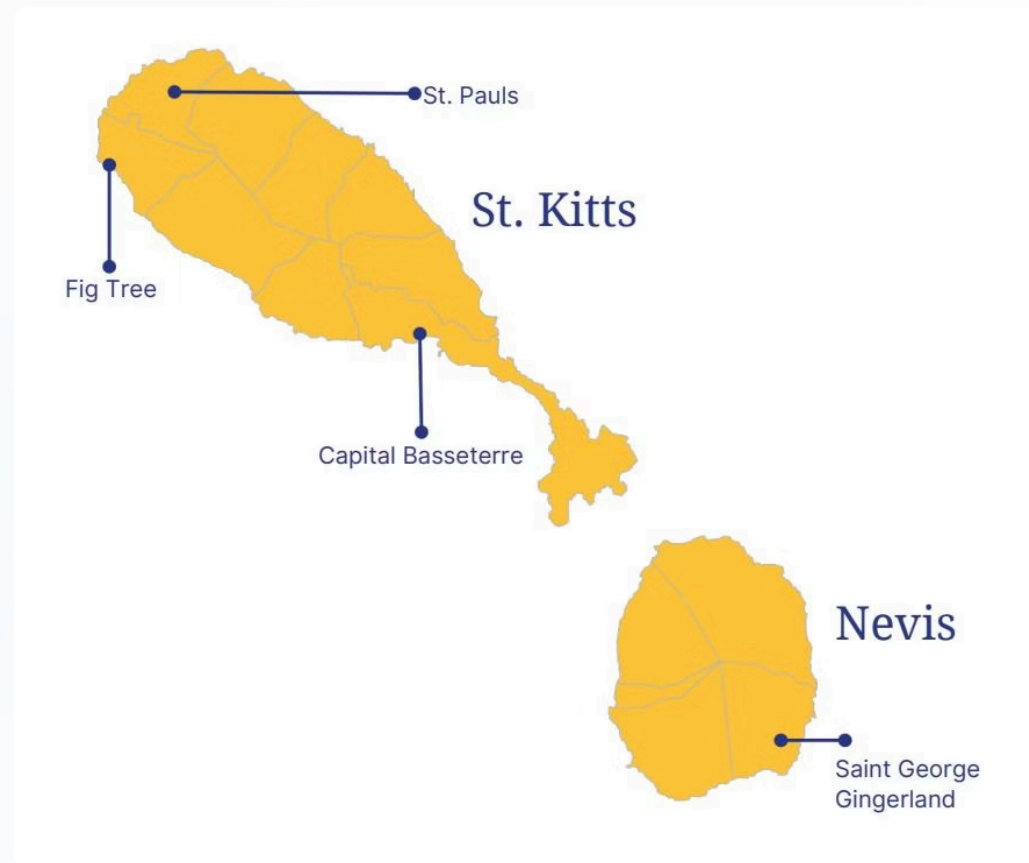 St. Pauls
St. Kitts
Fig Tree
Capital Basseterre
Nevis
Saint George
Gingerland